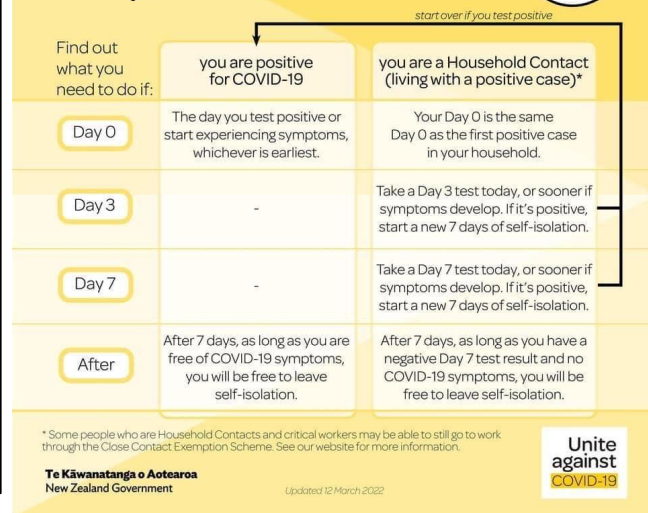 start over if you test positive
Find out
what you
need to do if:
you are positive
for COVID-19
you are a Household Contact
(living with a positive case)*
Day 0
The day you test positive or
start experiencing symptoms,
whichever is earliest.
Your Day 0 is the same
Day 0 as the first positive case
in your household.
Day 3
-
Take a Day 3 test today, or sooner if
symptoms develop. If it's positive,
start a new 7 days of self-isolation.
Day 7
-
Take a Day 7 test today, or sooner if
symptoms develop. If it's positive,
start a new 7 days of self-isolation.
After
After 7 days, as long as you are
free of COVID-19 symptoms,
you will be free to leave
self-isolation.
After 7 days, as long as you have a
negative Day 7 test result and no
COVID-19 symptoms, you will be
free to leave self-isolation.
* Some people who are Household Contacts and critical workers may be able to still go to work
through the Close Contact Exemption Scheme. See our website for more information.
Te Kāwanatanga o Aotearoa
New Zealand Government
Updated 12 March 2022
Unite
against
COVID-19